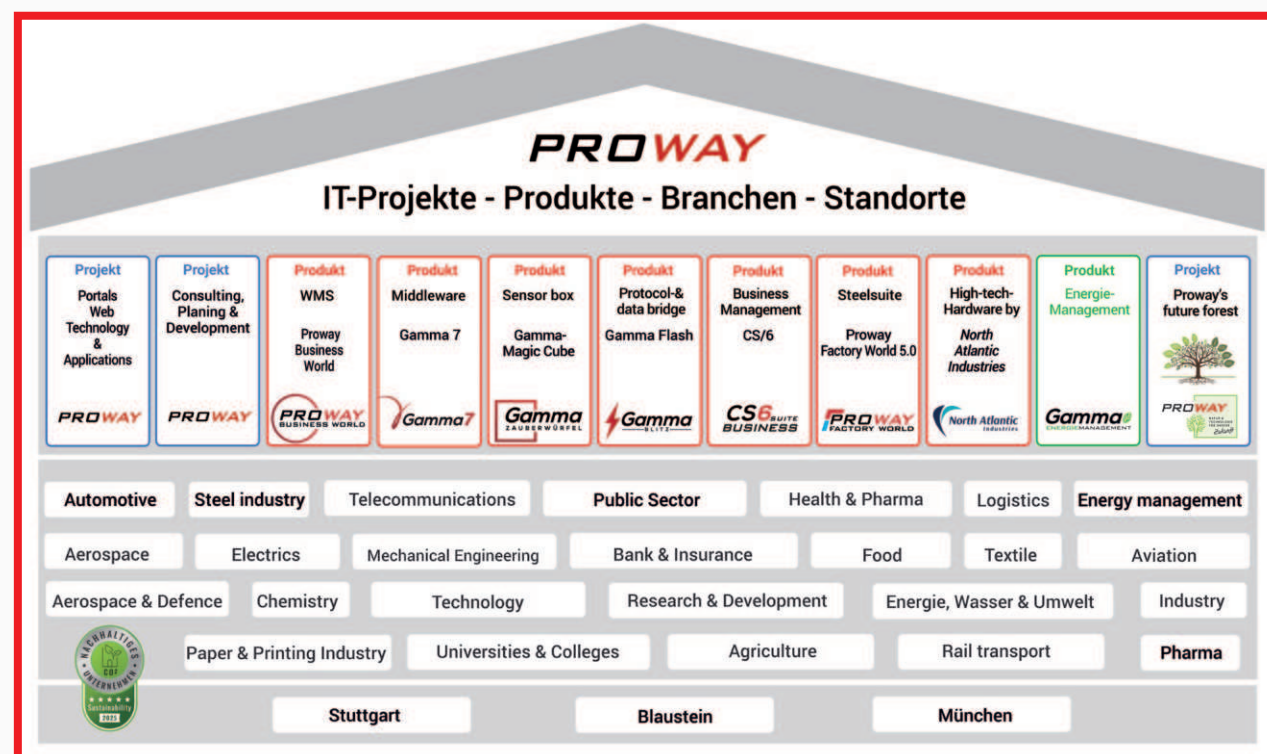 PROWAY
IT-Projekte - Produkte - Branchen - Standorte
Projekt
Portals
Web
Technology
&
Applications
PROWAY
Projekt
Consulting,
Planing &
Development
PROWAY
Produkt
WMS
Proway
Business
World
PROWAY
BUSINESS WORLD
Produkt
Middleware
Gamma 7
Gamma7
Produkt
Sensor box
Gamma-
Magic Cube
Gamma
ZAUBERWÜRFEL
Produkt
Protocol-&
data bridge
Gamma Flash
Gamma
BLITZ
Produkt
Business
Management
CS/6
CS6 SUITE
BUSINESS
Produkt
Steelsuite
Proway
Factory World 5.0
PROWAY
FACTORY WORLD
Produkt
High-tech-
Hardware by
North
Atlantic
Industries
North Atlantic
Industries
Produkt
Energie-
Management
Gamma
ENERGIEMANAGEMENT
Projekt
Proway's
future forest
PROWAY
Zukunft
Automotive Steel industry Telecommunications Public Sector Health & Pharma Logistics Energy management
Aerospace Electrics Mechanical Engineering Bank & Insurance Food Textile Aviation
Aerospace & Defence Chemistry Technology Research & Development Energie, Wasser & Umwelt Industry
Paper & Printing Industry Universities & Colleges Agriculture Rail transport Pharma
NACHHALTIGES
UNTERNEHMEN
Sustainability
2025
Stuttgart Blaustein München